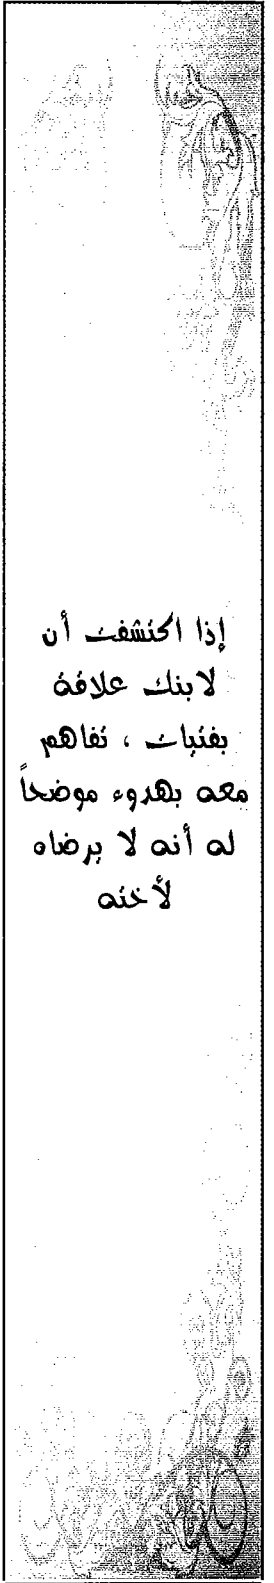 إذا اكتشفت أن
لابنك علاقة
بفتيات ، تفاهم
معه بهدوء موضحاً
له أنه لا يرضاه
لأخته